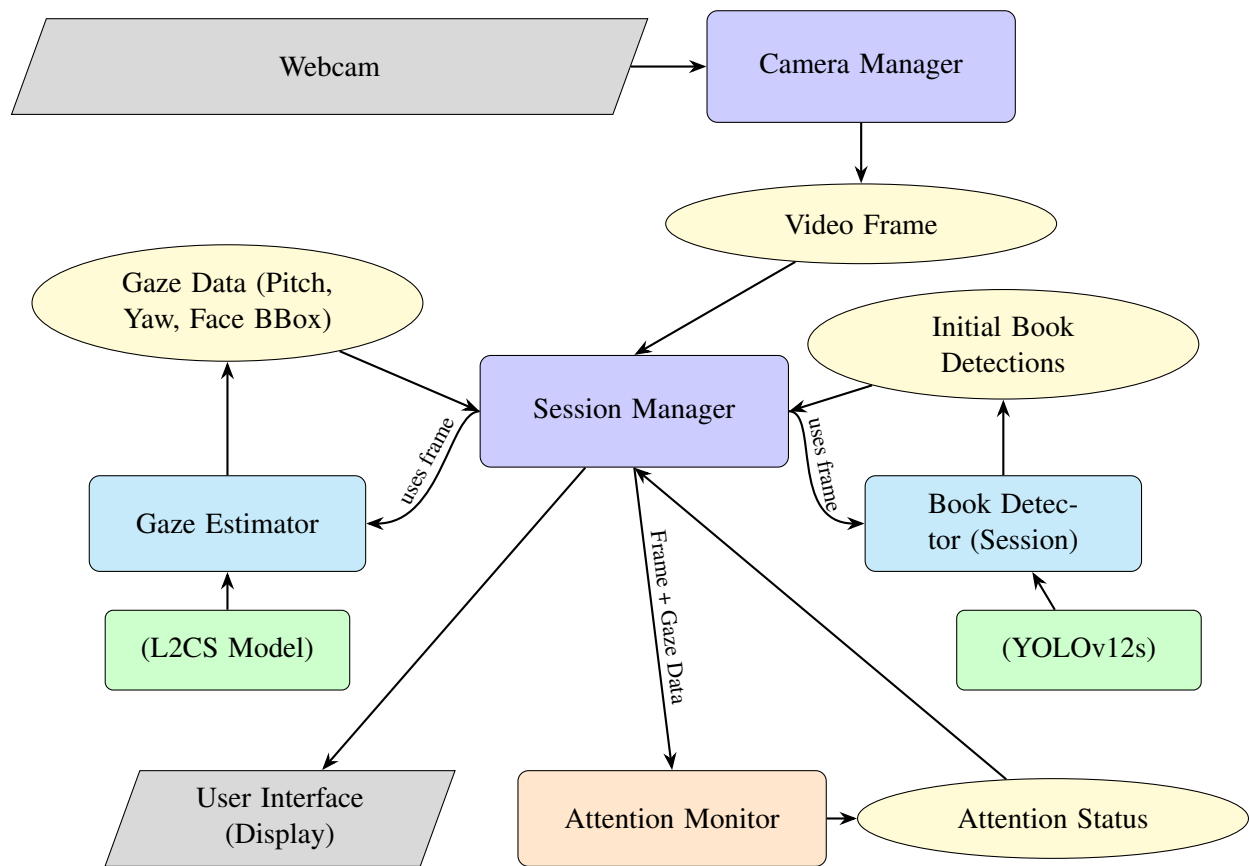 Webcam
Camera Manager
Video Frame
Gaze Data (Pitch,
Yaw, Face BBox)
Initial Book
Detections
Session Manager
uses frame
uses frame
Gaze Estimator
Book Detec-
tor (Session)
Frame + Gaze Data
(L2CS Model)
(YOLOv12s)
User Interface
(Display)
Attention Monitor
Attention Status